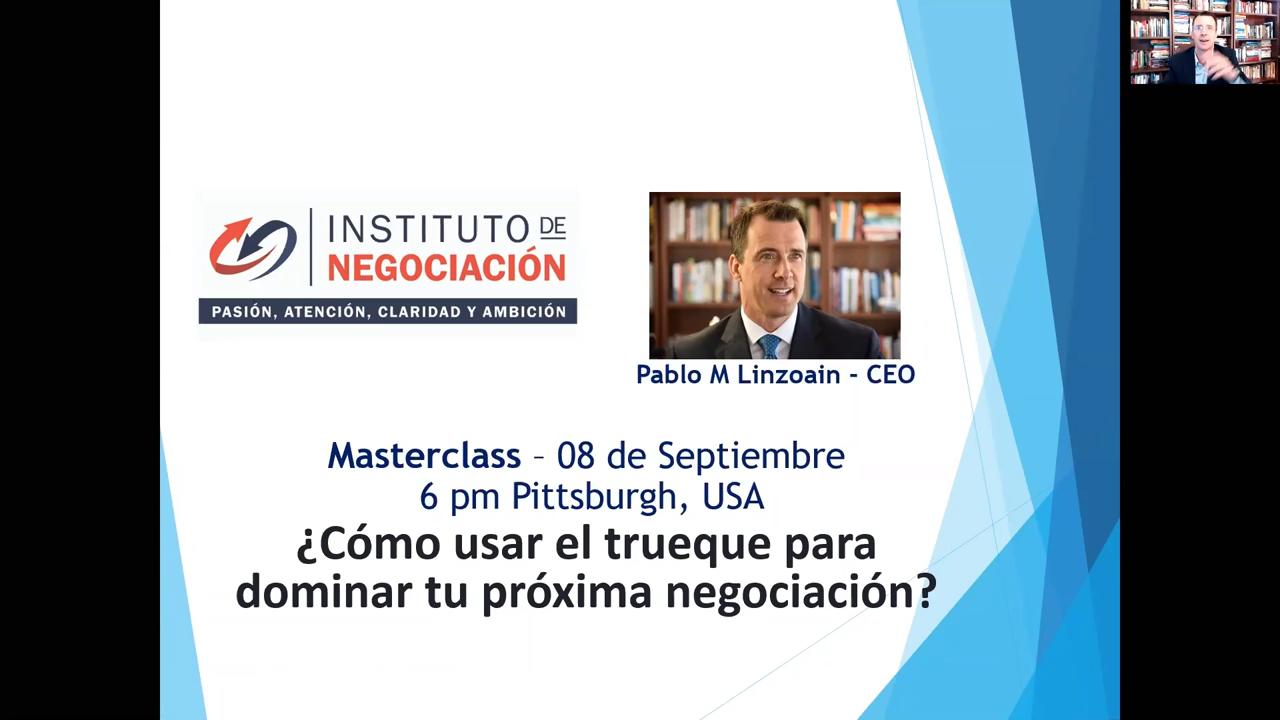 INSTITUTO DE
NEGOCIACIÓN
PASIÓN, ATENCIÓN, CLARIDAD Y AMBICIÓN
Pablo M Linzoain - CEO
Masterclass – 08 de Septiembre
6 pm Pittsburgh, USA
¿Cómo usar el trueque para
dominar tu próxima negociación?